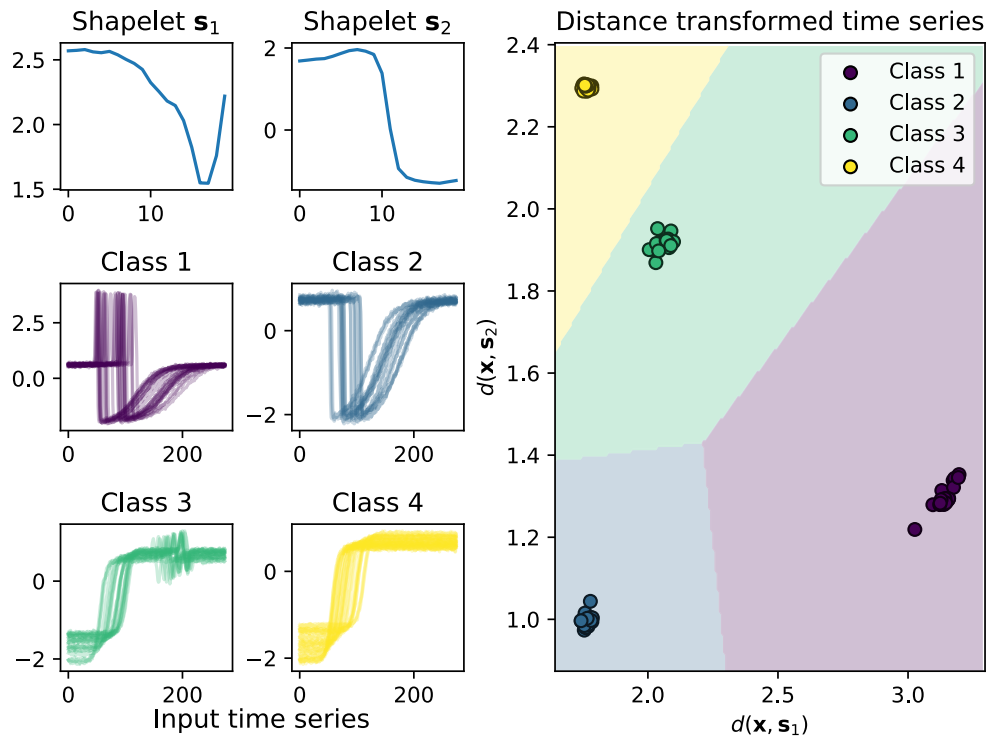 Shapelet s1
2.5
2.0
1.5
0
10
Shapelet s2
2
0
0
10
Class 1
2.5
0.0
0
200
Class 2
0
−2
0
200
Class 3
0
−2
0
200
Class 4
0
−2
0
200
Input time series
Distance transformed time series
Class 1
Class 2
Class 3
Class 4
2.4
2.2
2.0
1.8
1.6
1.4
1.2
1.0
d(x, s2)
2.0
2.5
3.0
d(x, s1)